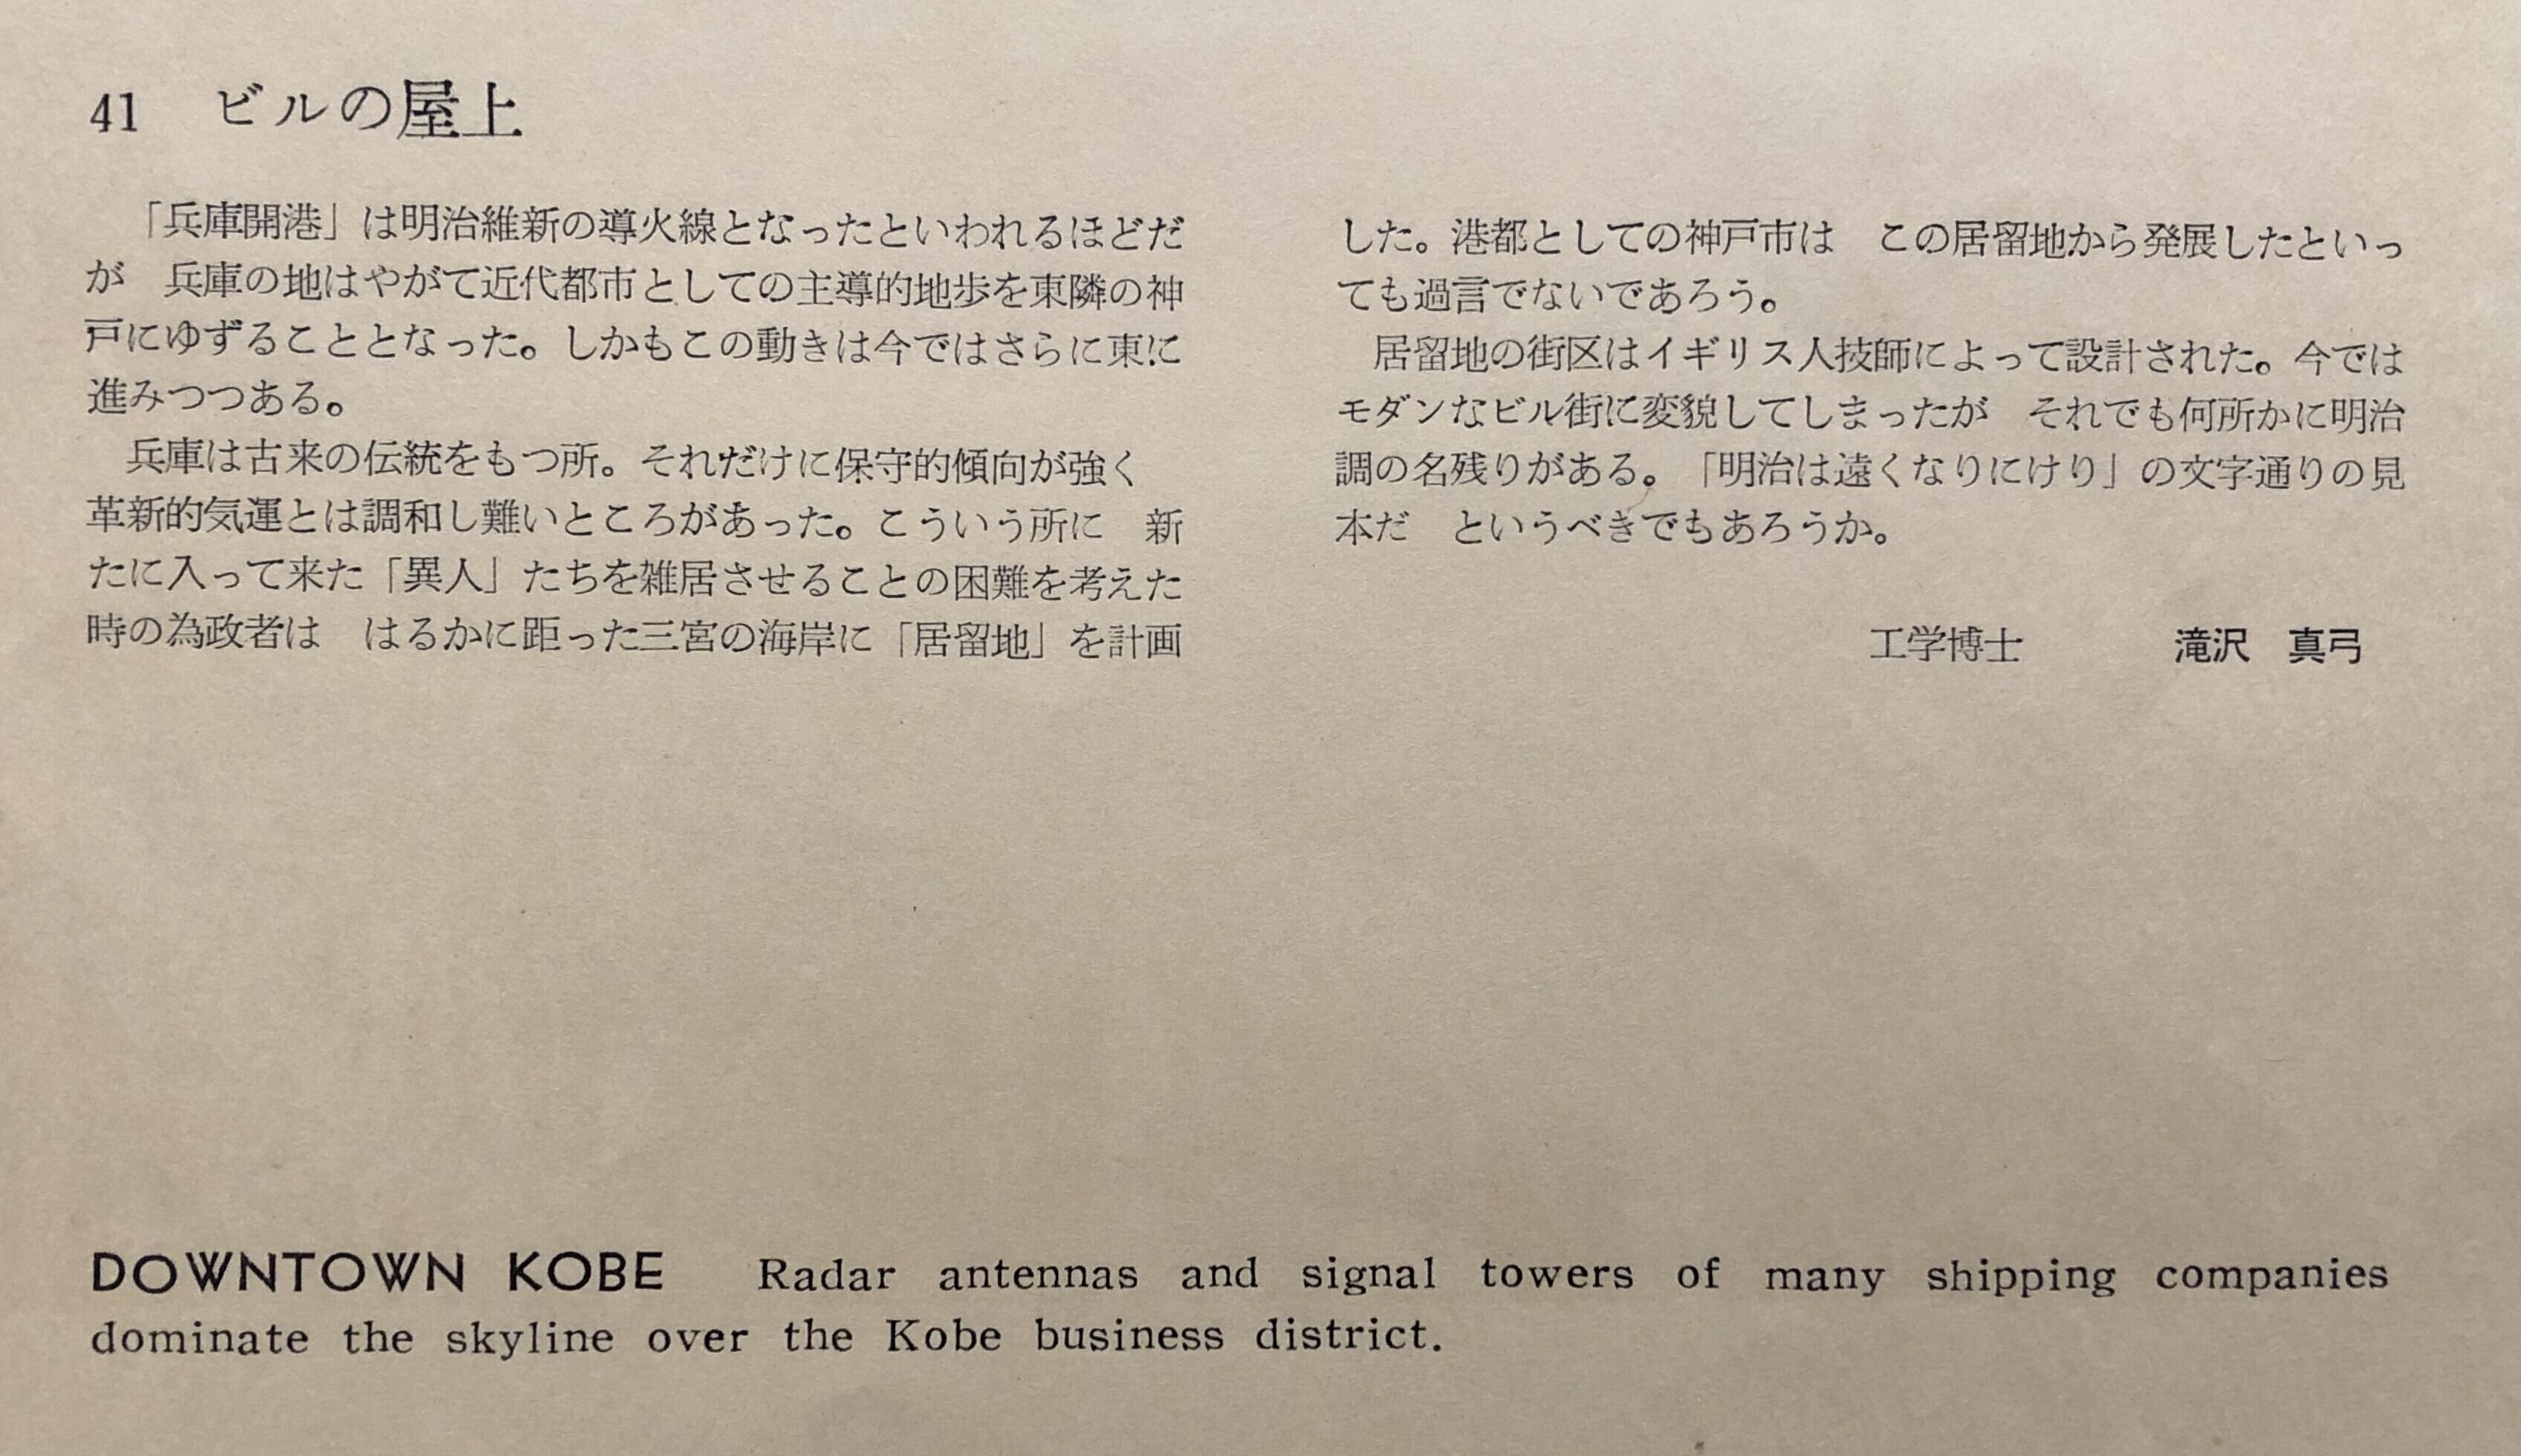 41　ビルの屋上
「兵庫開港」は明治維新の導火線となったといわれるほどだ
が　兵庫の地はやがて近代都市としての主導的地歩を東隣の神
戸にゆずることとなった。しかもこの動きは今ではさらに東に
進みつつある。
兵庫は古来の伝統をもつ所。それだけに保守的傾向が強く
革新的気運とは調和し難いところがあった。こういう所に　新
たに入って来た「異人」たちを雑居させることの困難を考えた
時の為政者は　はるかに距った三宮の海岸に「居留地」を計画
した。港都としての神戸市は　この居留地から発展したといっ
ても過言でないであろう。
居留地の街区はイギリス人技師によって設計された。今では
モダンなビル街に変貌してしまったが　それでも何所かに明治
調の名残りがある。「明治は遠くなりにけり」の文字通りの見
本だ　というべきでもあろうか。
工学博士　滝沢　真弓
DOWNTOWN KOBE Radar antennas and signal towers of many shipping companies
dominate the skyline over the Kobe business district.